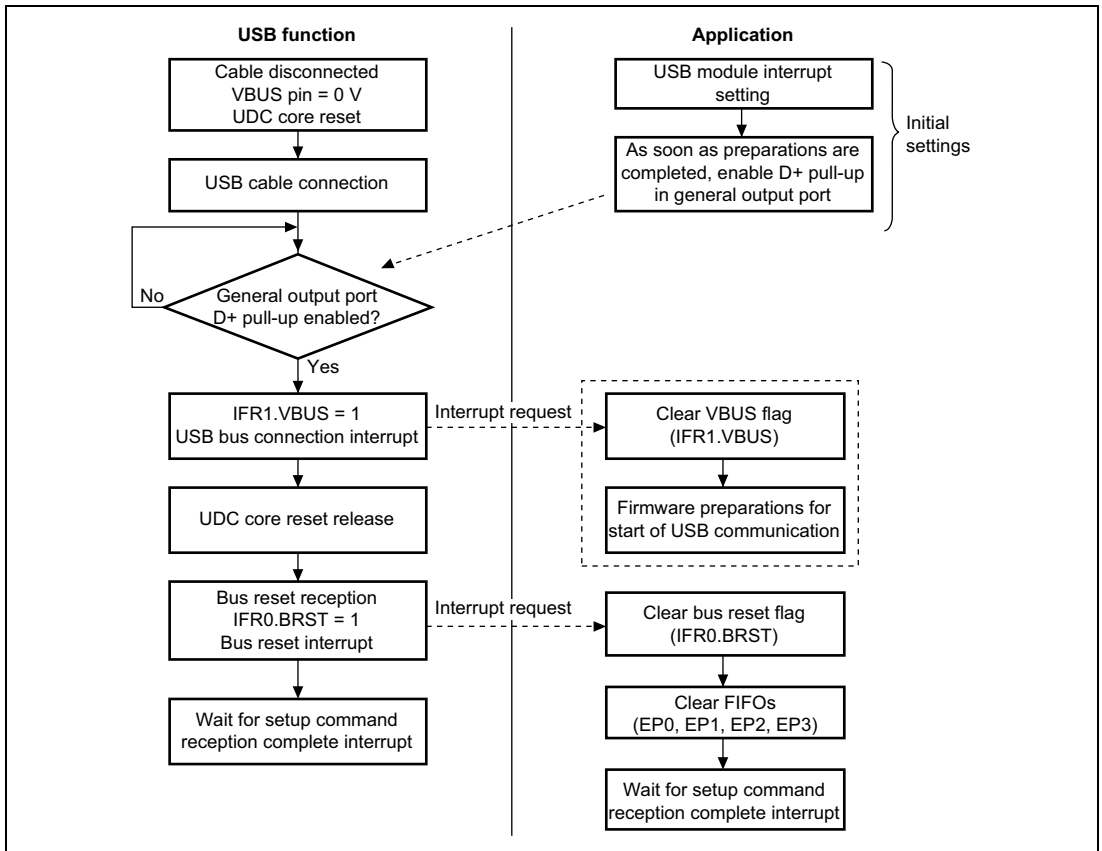 USB function
Cable disconnected
VBUS pin = 0 V
UDC core reset
USB cable connection
General output port
D+ pull-up enabled?
No
Yes
IFR1.VBUS = 1
USB bus connection interrupt
UDC core reset release
Bus reset reception
IFR0.BRST = 1
Bus reset interrupt
Wait for setup command
reception complete interrupt
Interrupt request
Interrupt request
Application
USB module interrupt
setting
As soon as preparations are
completed, enable D+ pull-up
in general output port
Initial
settings
Clear VBUS flag
(IFR1.VBUS)
Firmware preparations for
start of USB communication
Clear bus reset flag
(IFR0.BRST)
Clear FIFOs
(EP0, EP1, EP2, EP3)
Wait for setup command
reception complete interrupt